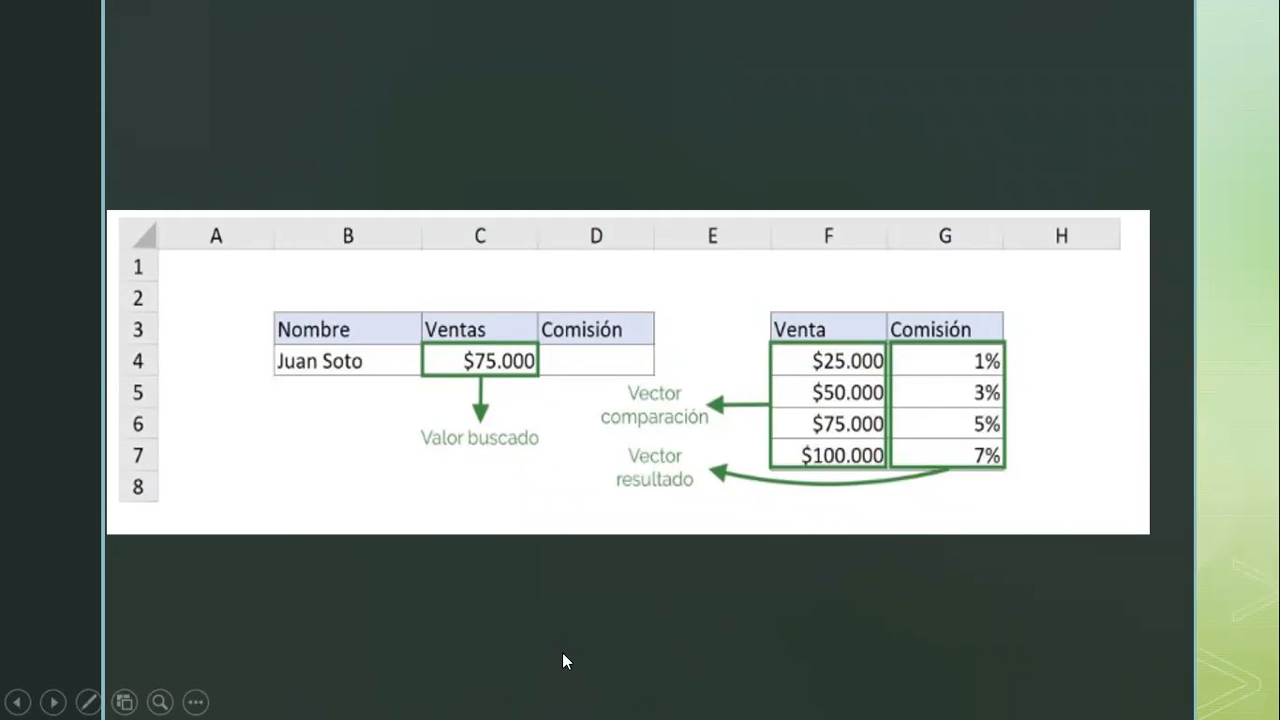 A B C D E F G H
1
2
3 Nombre Ventas Comisión Venta Comisión
4 Juan Soto $75.000 $25.000 1%
5 $50.000 3%
6 $75.000 5%
7 $100.000 7%
8
Vector
comparación
Valor buscado
Vector
resultado